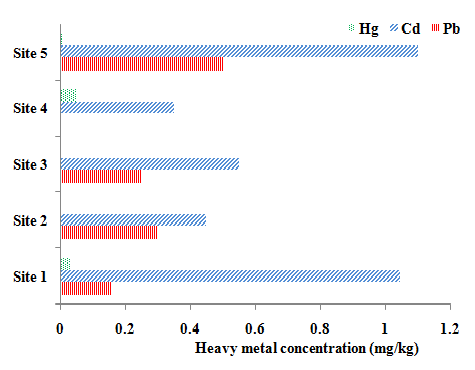 Hg Cd Pb
Site 5
Site 4
Site 3
Site 2
Site 1
0 0.2 0.4 0.6 0.8 1 1.2
Heavy metal concentration (mg/kg)